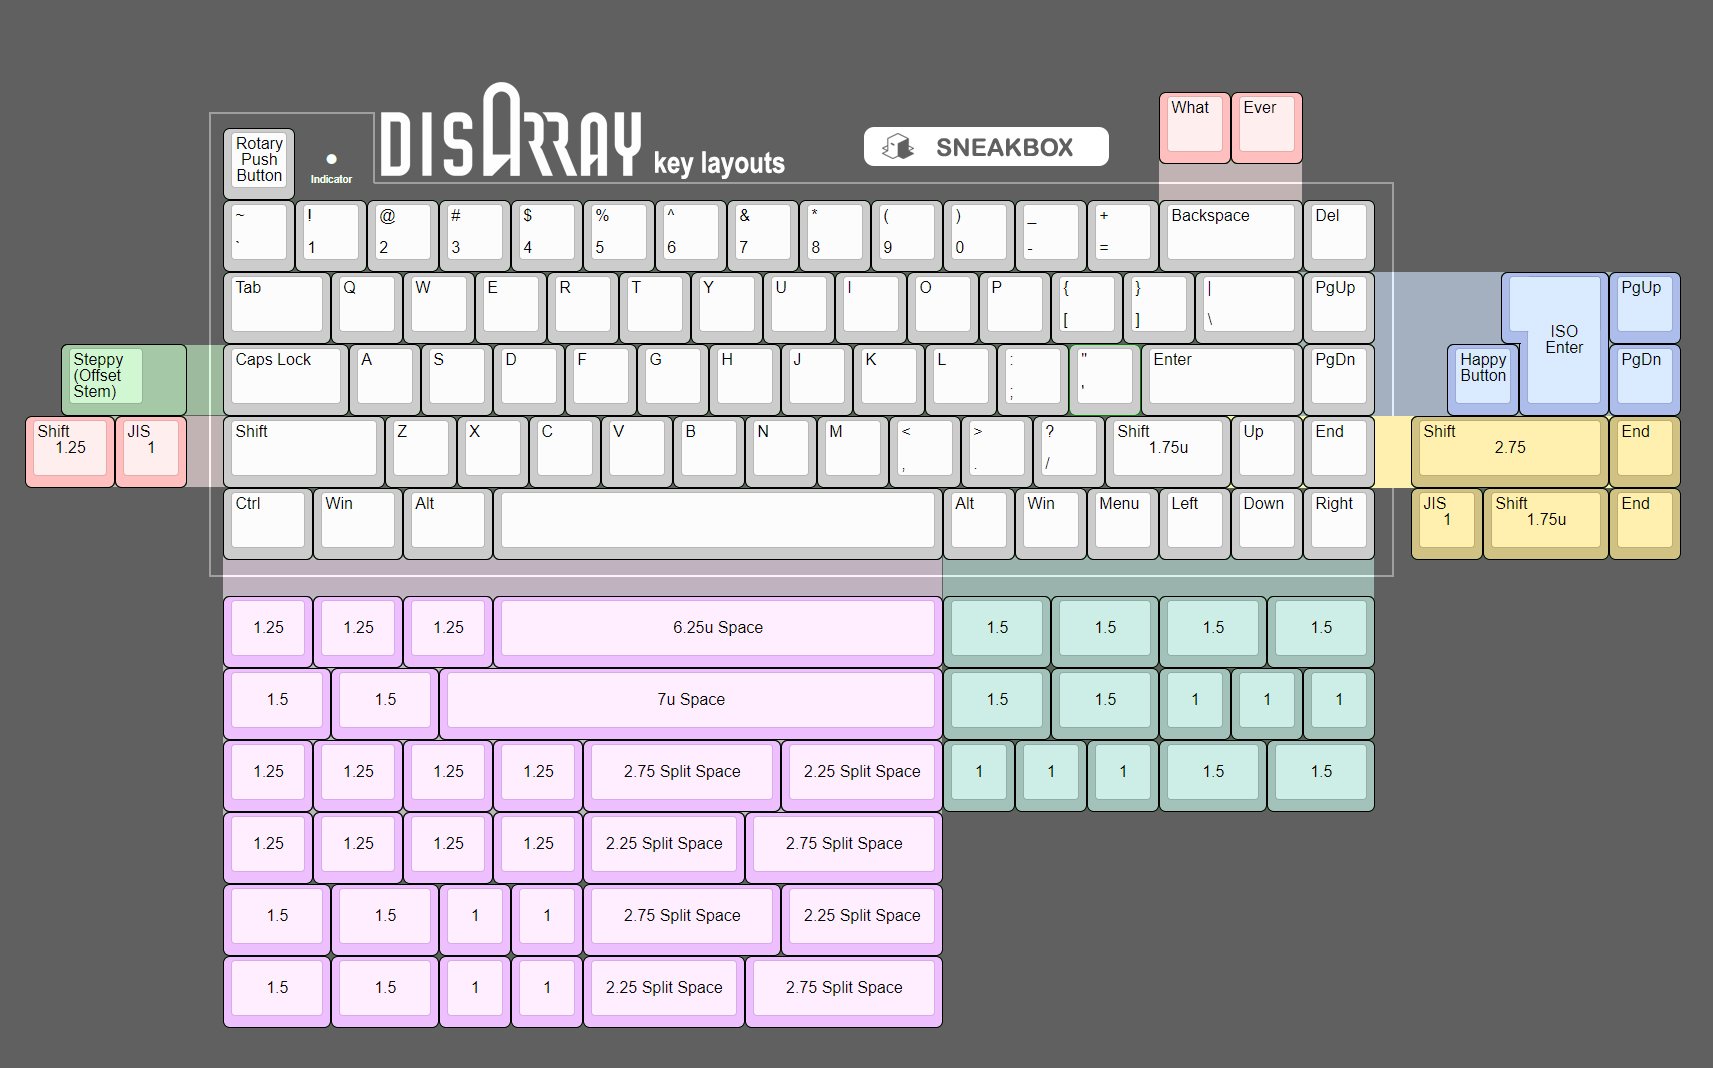 What Ever
Rotary
Push
Button
Indicator
DISARRAY key layouts
SNEAKBOX
~ ! @ # $ % ^ & * ( ) _ + Backspace Del
` 1 2 3 4 5 6 7 8 9 0 - =
Tab Q W E R T Y U I O P { } | PgUp PgUp
[ ] \
ISO
Enter
Steppy
(Offset
Stem)
Caps Lock A S D F G H J K L : " Enter PgDn
; '
Happy
Button
PgDn
Shift JIS Shift Z X C V B N M < > ? Shift Up End Shift End
1.25 1 , . / 1.75u 2.75
Ctrl Win Alt Alt Win Menu Left Down Right JIS Shift End
1 1.75u
1.25 1.25 1.25 6.25u Space 1.5 1.5 1.5 1.5
1.5 1.5 7u Space 1.5 1.5 1 1 1
1.25 1.25 1.25 1.25 2.75 Split Space 2.25 Split Space 1 1 1 1.5 1.5
1.25 1.25 1.25 1.25 2.25 Split Space 2.75 Split Space
1.5 1.5 1 1 2.75 Split Space 2.25 Split Space
1.5 1.5 1 1 2.25 Split Space 2.75 Split Space